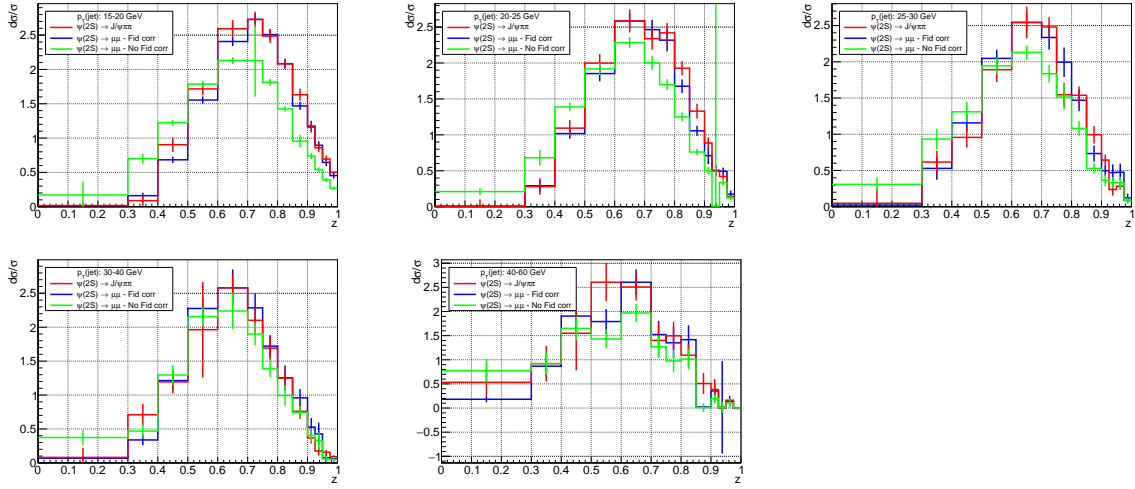 dσ/σ
p_T(jet): 15-20 GeV
ψ(2S) → J/ψππ
ψ(2S) → μμ - Fid corr
ψ(2S) → μμ - No Fid corr
2.5
2
1.5
1
0.5
0
0 0.1 0.2 0.3 0.4 0.5 0.6 0.7 0.8 0.9 1
z
dσ/σ
p_T(jet): 20-25 GeV
ψ(2S) → J/ψππ
ψ(2S) → μμ - Fid corr
ψ(2S) → μμ - No Fid corr
2.5
2
1.5
1
0.5
0
0 0.1 0.2 0.3 0.4 0.5 0.6 0.7 0.8 0.9 1
z
dσ/σ
p_T(jet): 25-30 GeV
ψ(2S) → J/ψππ
ψ(2S) → μμ - Fid corr
ψ(2S) → μμ - No Fid corr
2.5
2
1.5
1
0.5
0
0 0.1 0.2 0.3 0.4 0.5 0.6 0.7 0.8 0.9 1
z
dσ/σ
p_T(jet): 30-40 GeV
ψ(2S) → J/ψππ
ψ(2S) → μμ - Fid corr
ψ(2S) → μμ - No Fid corr
2.5
2
1.5
1
0.5
0
0 0.1 0.2 0.3 0.4 0.5 0.6 0.7 0.8 0.9 1
z
dσ/σ
p_T(jet): 40-60 GeV
ψ(2S) → J/ψππ
ψ(2S) → μμ - Fid corr
ψ(2S) → μμ - No Fid corr
3
2.5
2
1.5
1
0.5
0
−0.5
−1
0 0.1 0.2 0.3 0.4 0.5 0.6 0.7 0.8 0.9 1
z